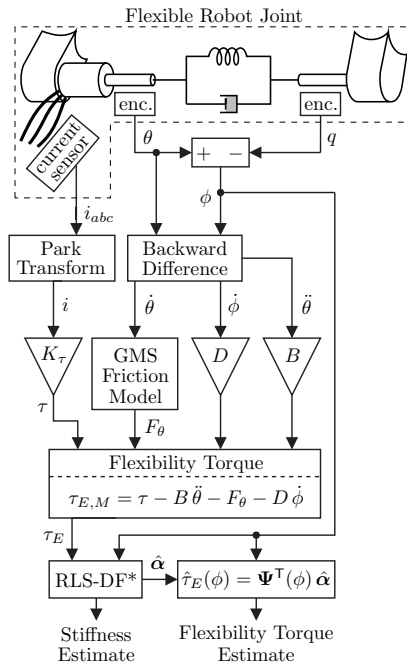 Flexible Robot Joint
enc.
enc.
current
sensor
θ
q
+ −
i_abc
ϕ
Park
Transform
Backward
Difference
i
θ̇
ϕ̇
θ̈
K_τ
GMS
Friction
Model
D
B
τ
F_θ
Flexibility Torque
τ_{E,M} = τ − B θ̈ − F_θ − D ϕ̇
τ_E
RLS-DF*
α̂
τ̂_E(ϕ) = Ψ^T(ϕ) α̂
Stiffness
Estimate
Flexibility Torque
Estimate